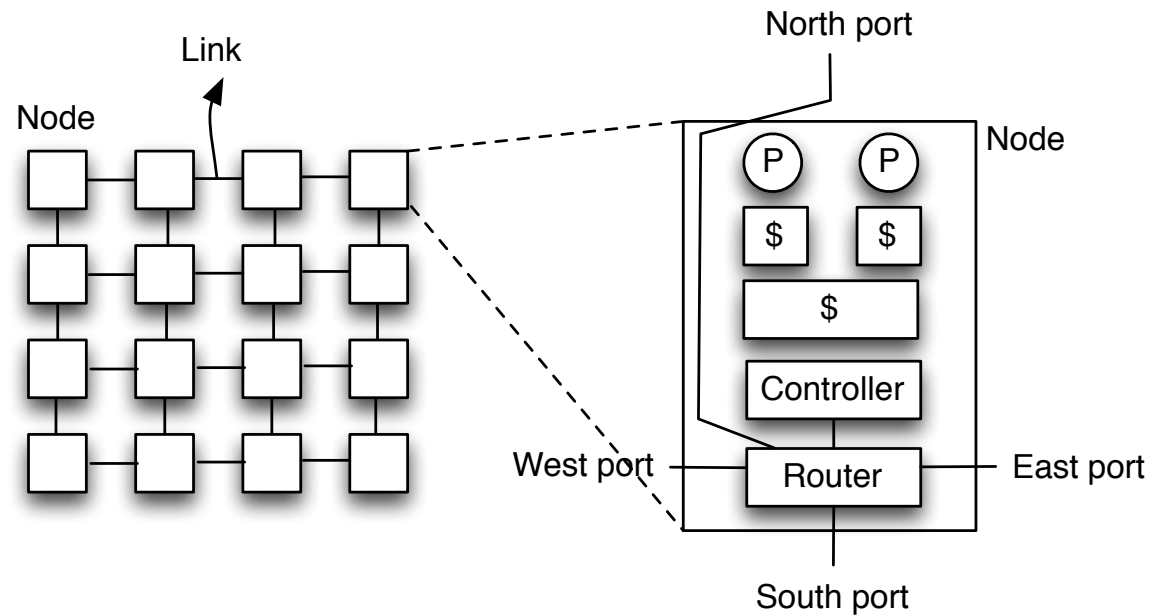 North port
Link
Node
Node
P
P
$
$
$
Controller
West port
Router
East port
South port